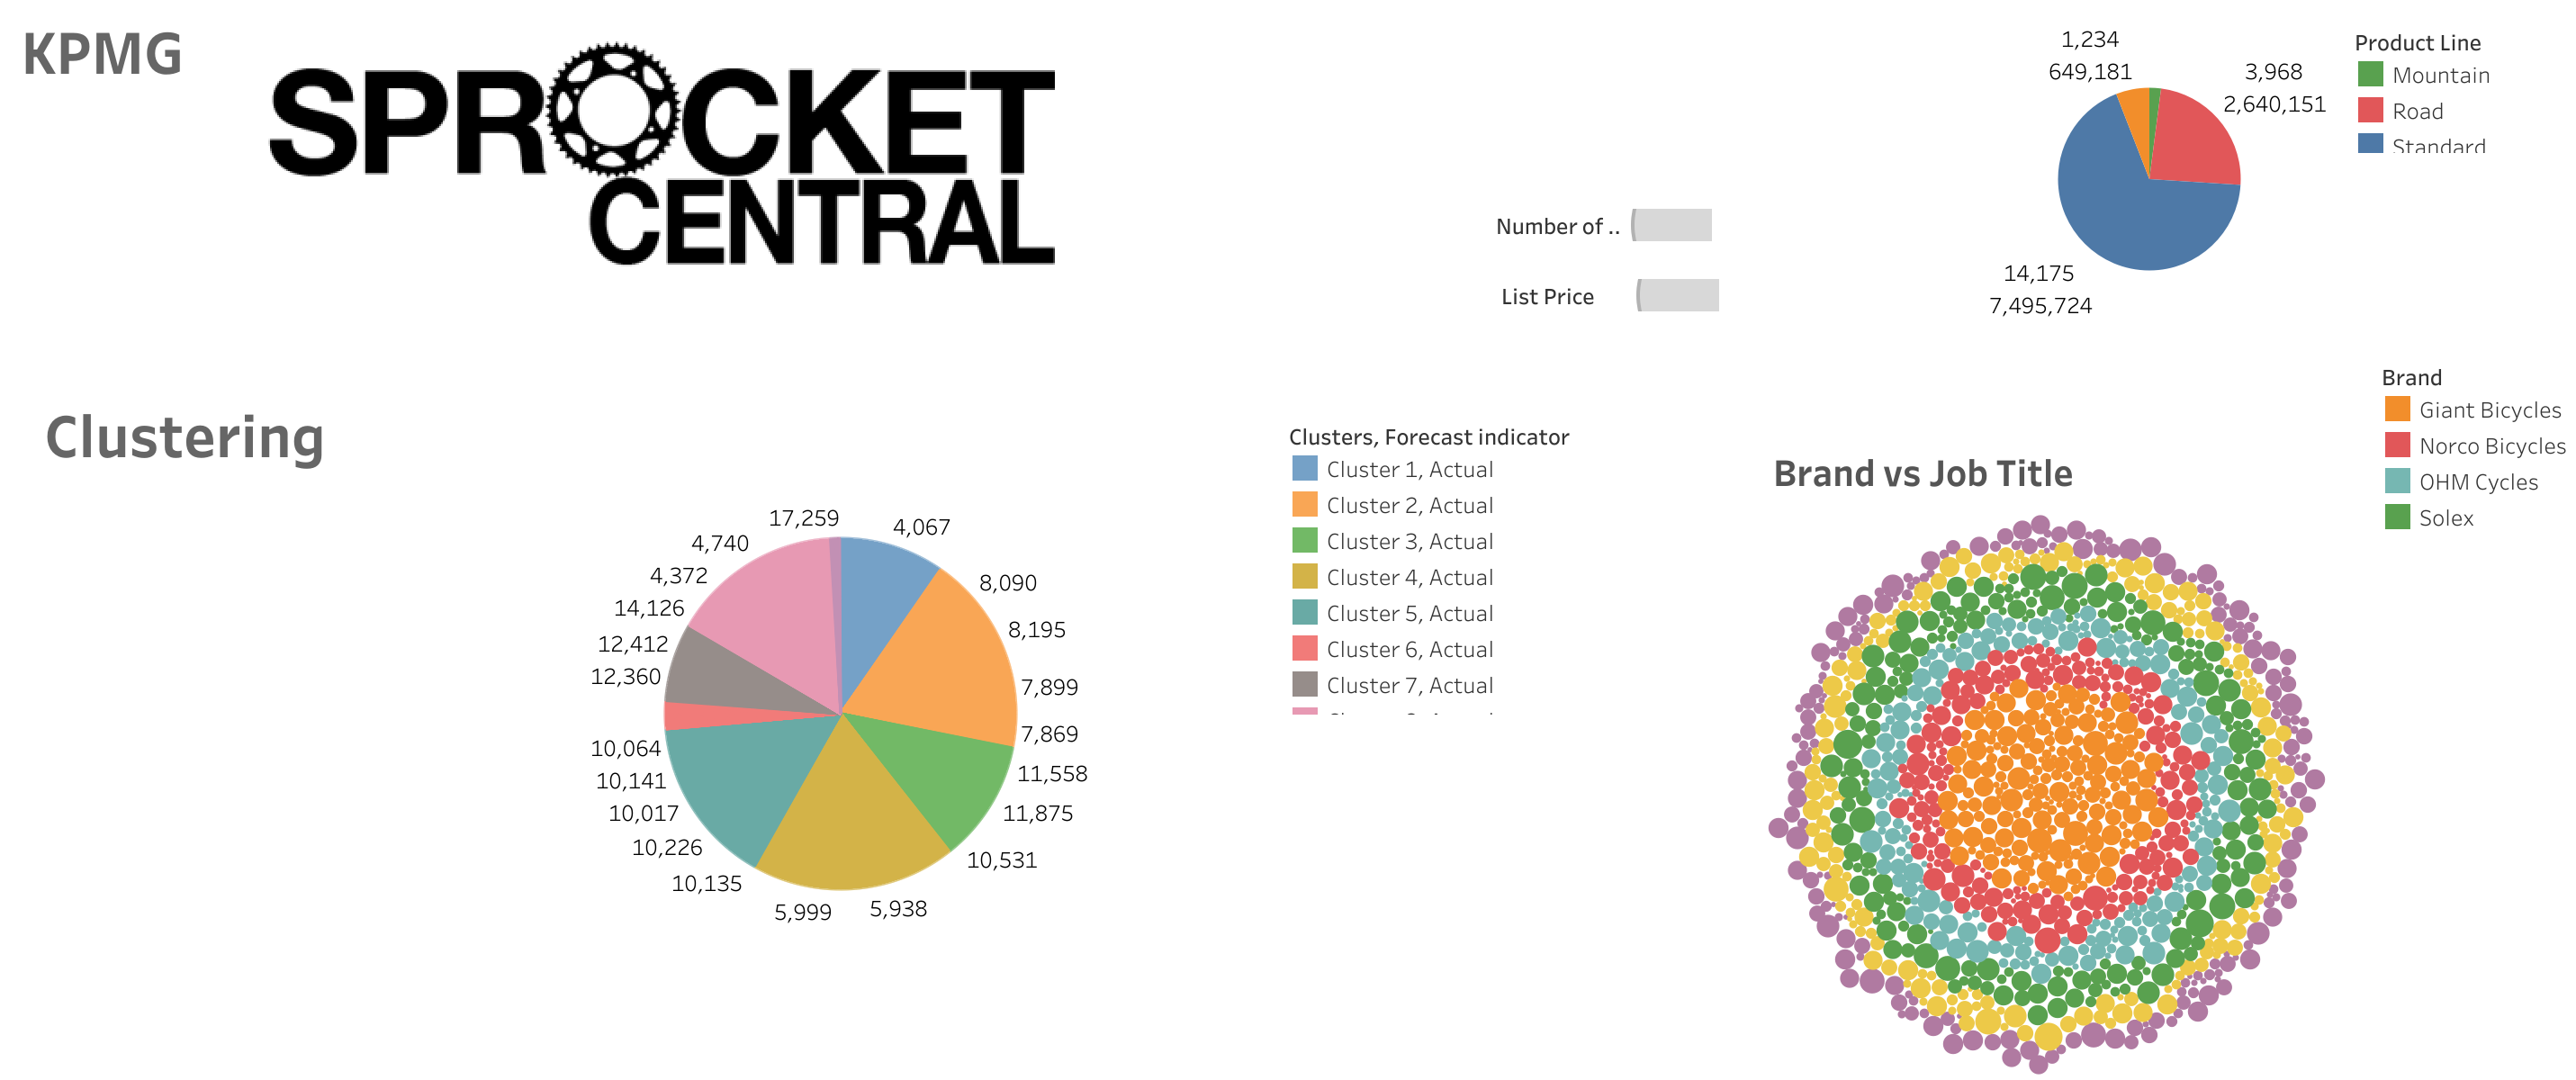 KPMG
SPROCKET
CENTRAL
Number of ..
List Price
1,234
649,181
3,968
2,640,151
14,175
7,495,724
Product Line
Mountain
Road
Standard
Clustering
17,259
4,067
4,740
8,090
4,372
8,195
14,126
12,412
7,899
12,360
7,869
10,064
11,558
10,141
11,875
10,017
10,531
10,226
10,135
5,999
5,938
Clusters, Forecast indicator
Cluster 1, Actual
Cluster 2, Actual
Cluster 3, Actual
Cluster 4, Actual
Cluster 5, Actual
Cluster 6, Actual
Cluster 7, Actual
Brand vs Job Title
Brand
Giant Bicycles
Norco Bicycles
OHM Cycles
Solex